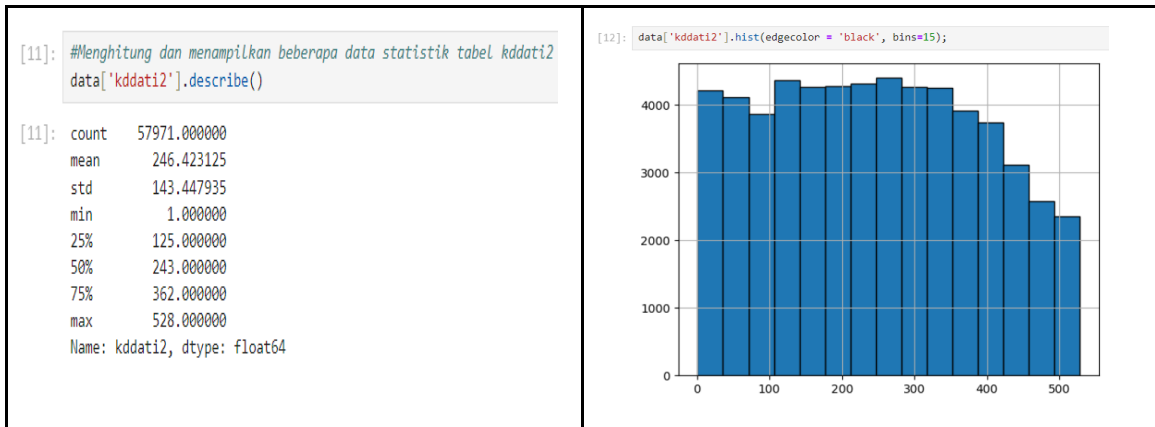 [11]: #Menghitung dan menampilkan beberapa data statistik tabel kddati2
data['kddati2'].describe()
[11]: count 57971.000000
mean 246.423125
std 143.447935
min 1.000000
25% 125.000000
50% 243.000000
75% 362.000000
max 528.000000
Name: kddati2, dtype: float64
[12]: data['kddati2'].hist(edgecolor = 'black', bins=15);
4000
3000
2000
1000
0
0 100 200 300 400 500